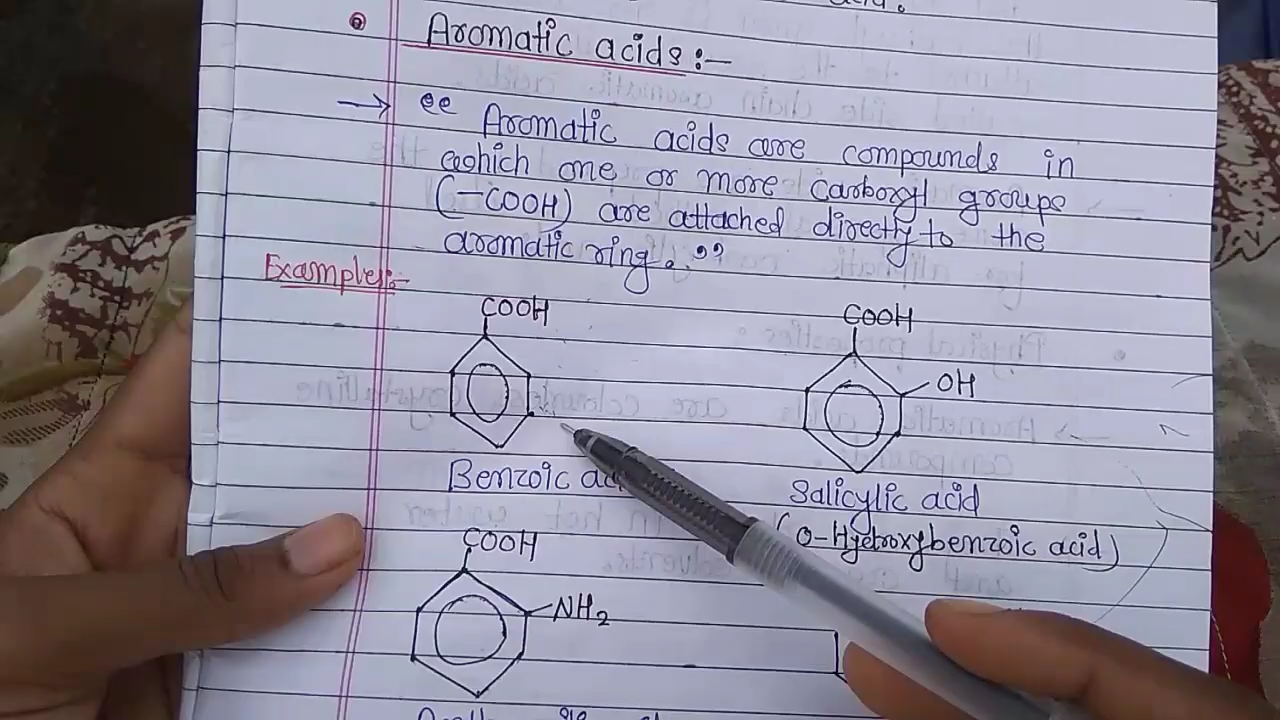 acid.
Aromatic acids:-
→ “ Aromatic acids are compounds in
which one or more carboxyl groups
(-COOH) are attached directly to the
aromatic ring. ”
Examples:-
COOH
COOH
OH
Benzoic
Salicylic acid
(O-Hydroxybenzoic acid)
COOH
NH₂